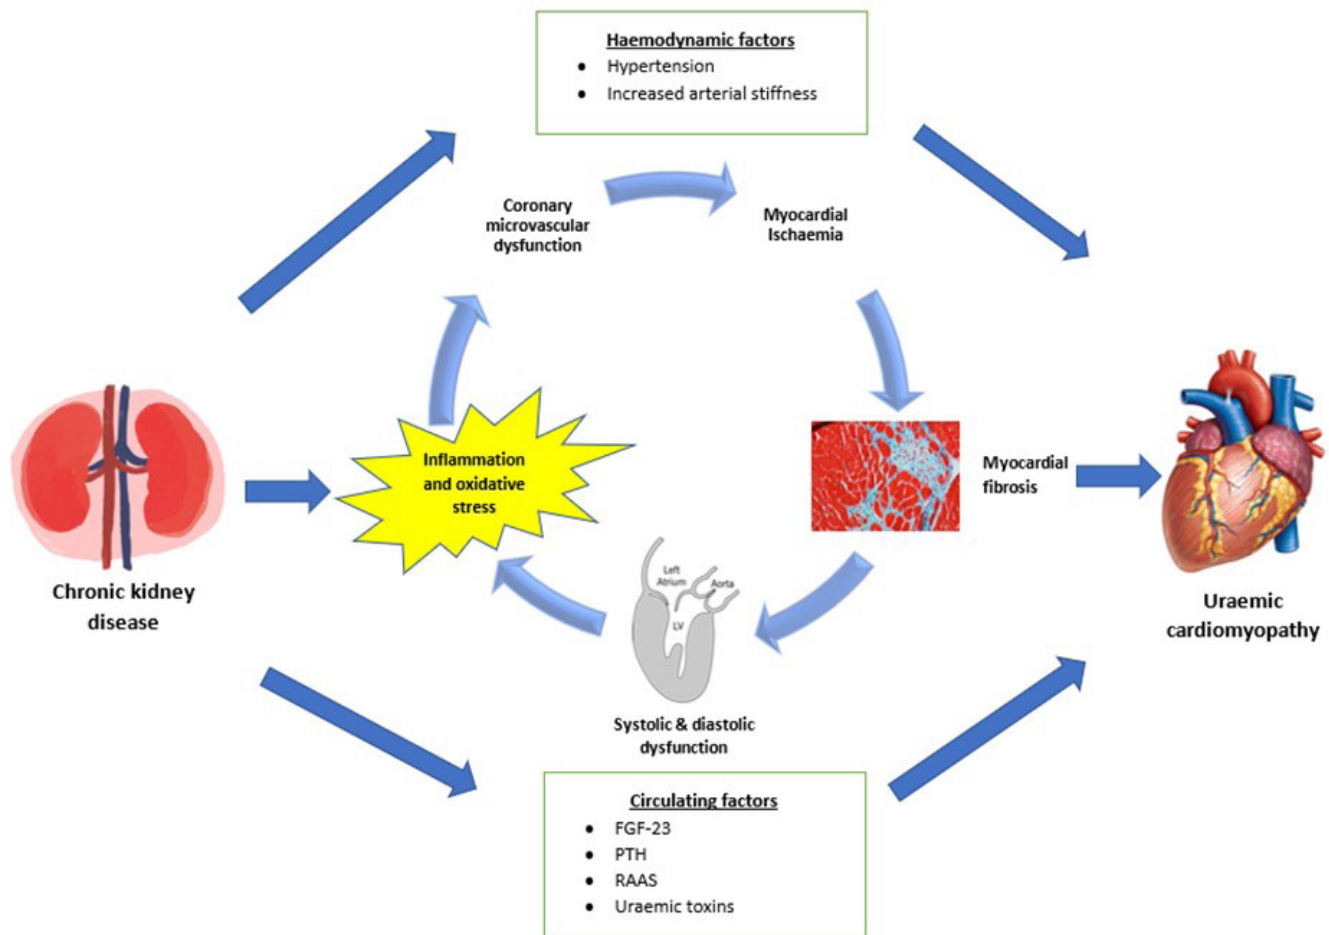 Haemodynamic factors
• Hypertension
• Increased arterial stiffness
Coronary
microvascular
dysfunction
Myocardial
Ischaemia
Inflammation
and oxidative
stress
Myocardial
fibrosis
Left
Atrium
Aorta
LV
Chronic kidney
disease
Uraemic
cardiomyopathy
Systolic & diastolic
dysfunction
Circulating factors
• FGF-23
• PTH
• RAAS
• Uraemic toxins